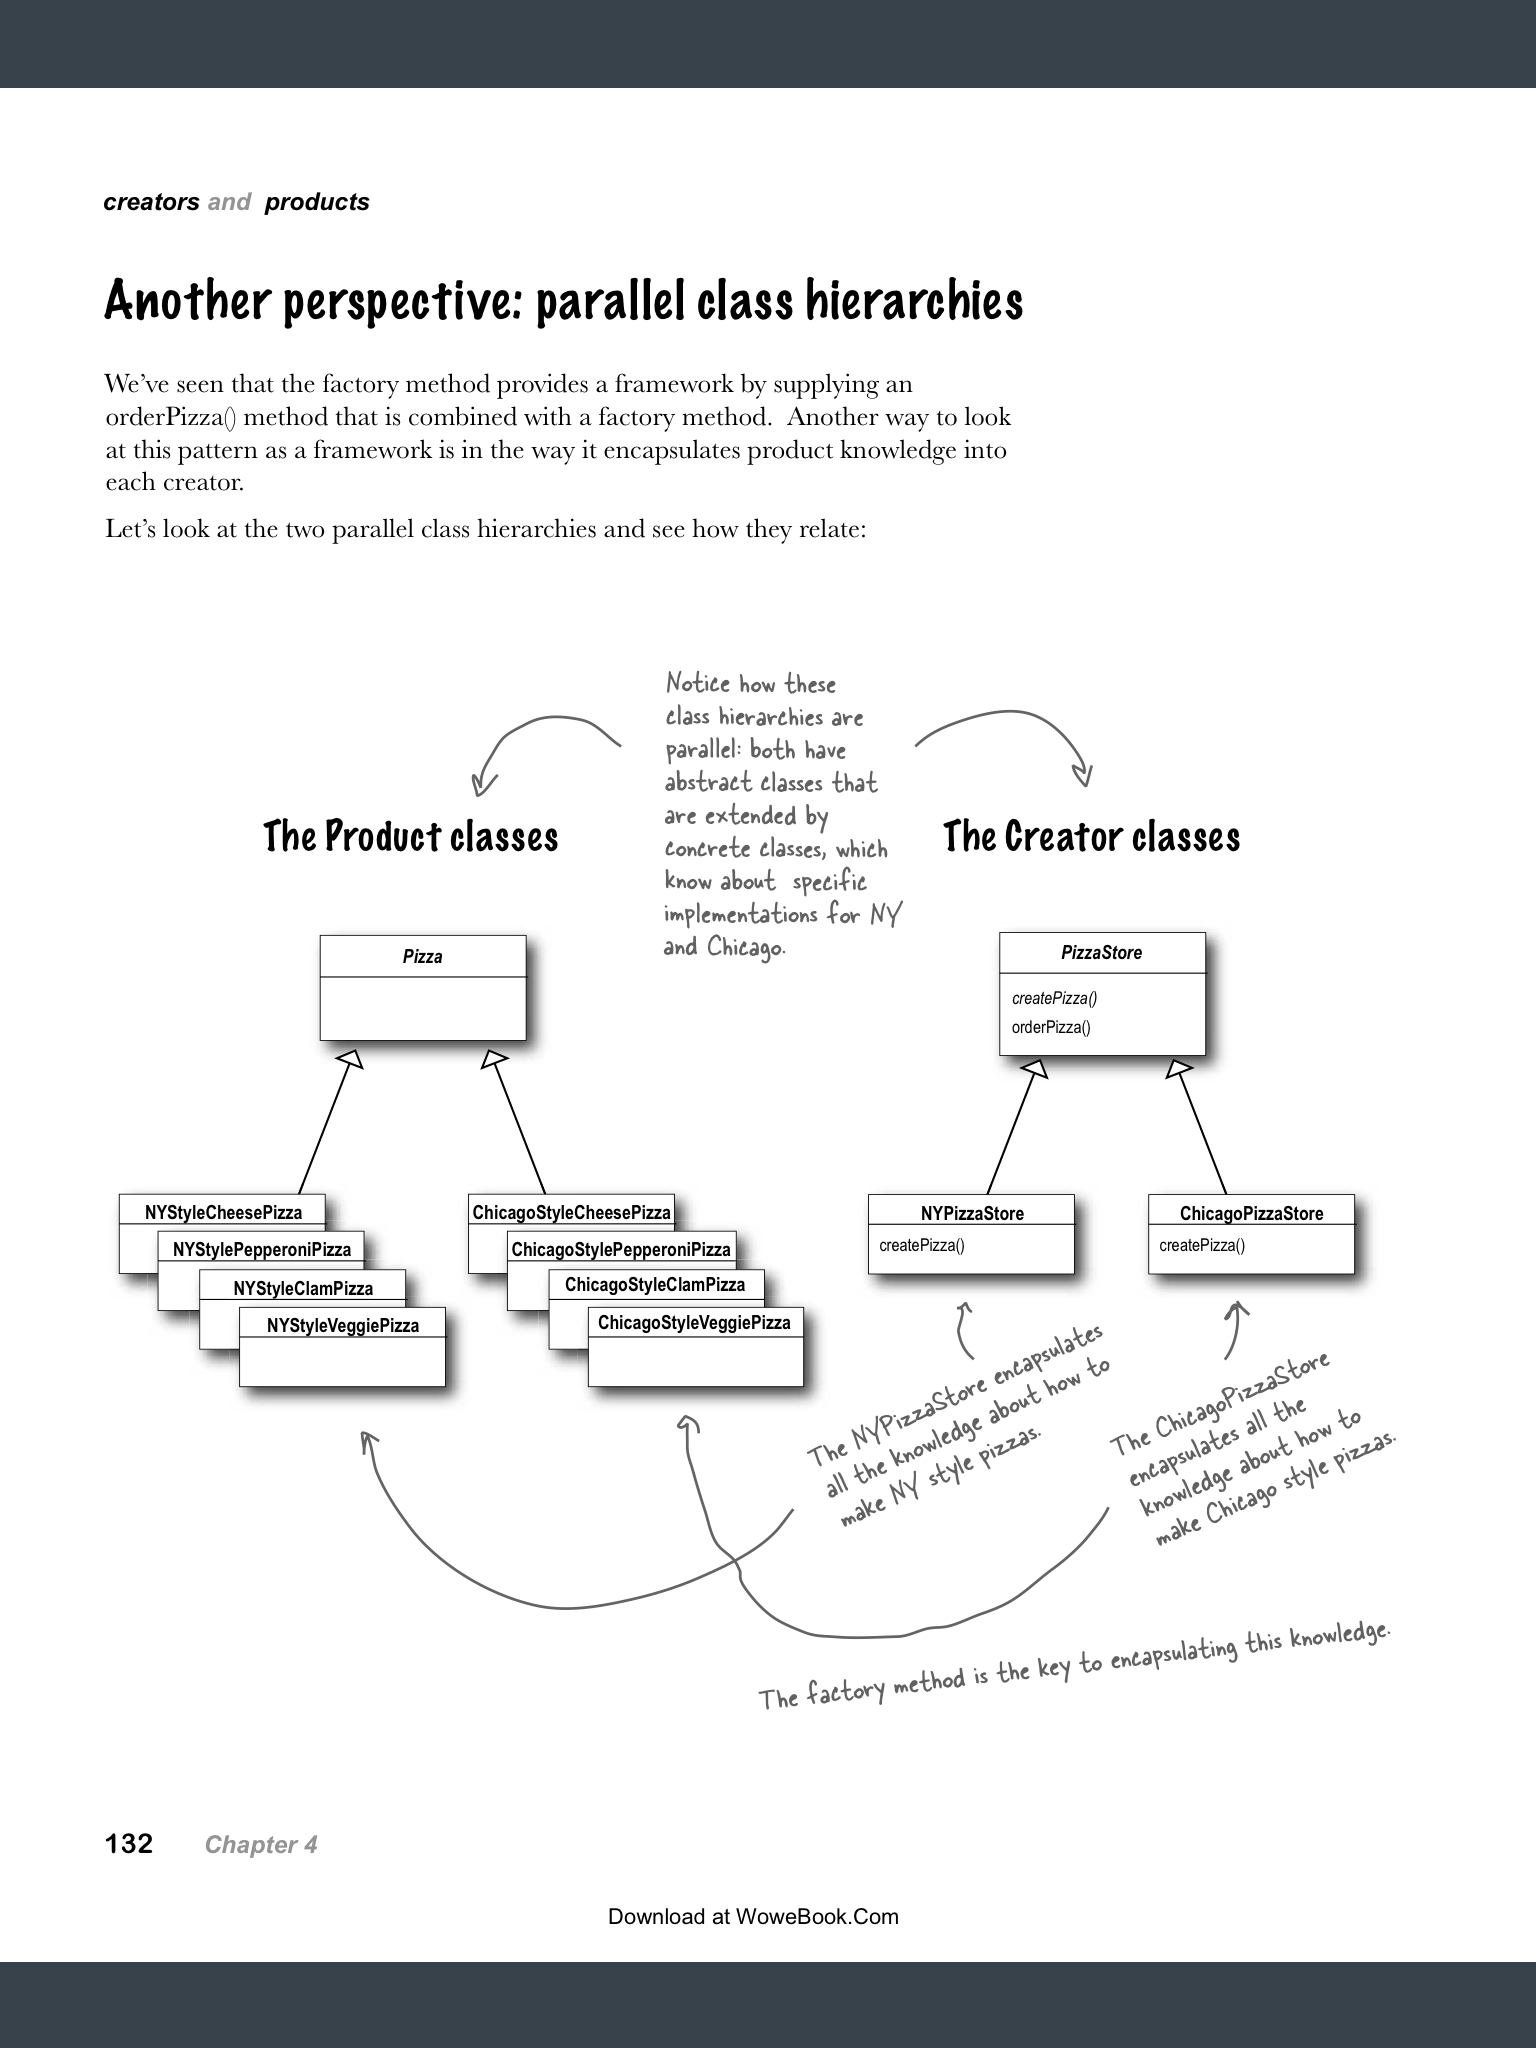 creators and products
Another perspective: parallel class hierarchies
We’ve seen that the factory method provides a framework by supplying an
orderPizza() method that is combined with a factory method. Another way to look
at this pattern as a framework is in the way it encapsulates product knowledge into
each creator.
Let’s look at the two parallel class hierarchies and see how they relate:
Notice how these
class hierarchies are
parallel: both have
abstract classes that
are extended by
concrete classes, which
know about specific
implementations for NY
and Chicago.
The Product classes
The Creator classes
Pizza
PizzaStore
createPizza()
orderPizza()
NYStyleCheesePizza
NYStylePepperoniPizza
NYStyleClamPizza
NYStyleVeggiePizza
ChicagoStyleCheesePizza
ChicagoStylePepperoniPizza
ChicagoStyleClamPizza
ChicagoStyleVeggiePizza
NYPizzaStore
createPizza()
ChicagoPizzaStore
createPizza()
The NYPizzaStore encapsulates
all the knowledge about how to
make NY style pizzas.
The ChicagoPizzaStore
encapsulates all the
knowledge about how to
make Chicago style pizzas.
The factory method is the key to encapsulating this knowledge.
132 Chapter 4
Download at WoweBook.Com